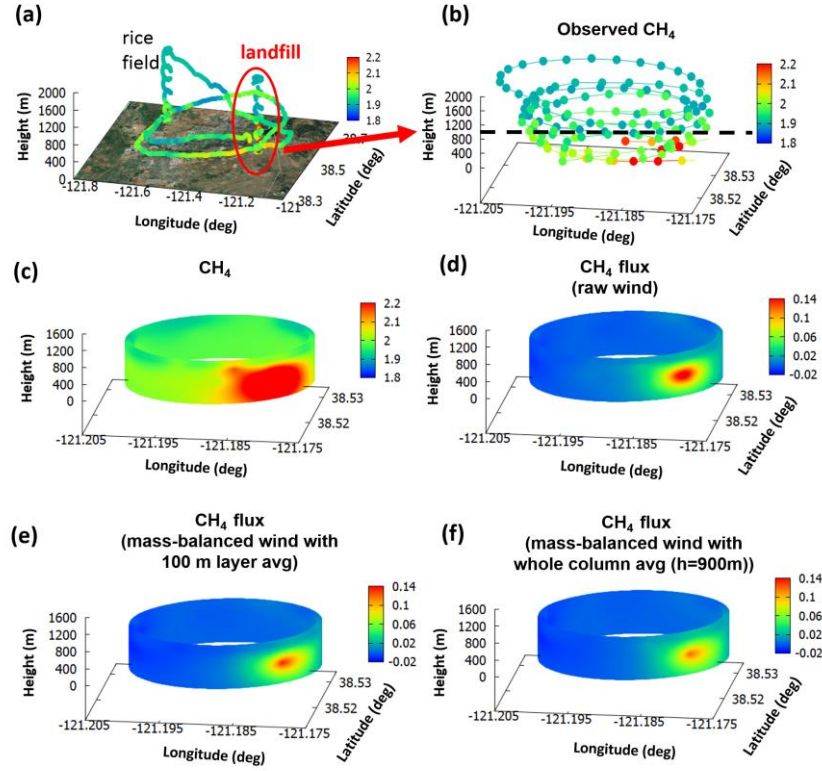 (a)
rice
field
landfill
2.2
2.1
2
1.9
1.8
Height (m)
2000
1600
1200
800
400
0
-121.8
-121.6
-121.4
-121.2
-121
38.7
38.5
38.3
Longitude (deg)
Latitude (deg)
(b)
Observed CH₄
2.2
2.1
2
1.9
1.8
Height (m)
2000
1600
1200
800
400
0
-121.205
-121.195
-121.185
-121.175
38.53
38.52
Longitude (deg)
Latitude (deg)
(c)
CH₄
2.2
2.1
2
1.9
1.8
Height (m)
1600
1200
800
400
0
-121.205
-121.195
-121.185
-121.175
38.53
38.52
Longitude (deg)
Latitude (deg)
(d)
CH₄ flux
(raw wind)
0.14
0.1
0.06
0.02
-0.02
Height (m)
1600
1200
800
400
0
-121.205
-121.195
-121.185
-121.175
38.53
38.52
Longitude (deg)
Latitude (deg)
(e)
CH₄ flux
(mass-balanced wind with
100 m layer avg)
0.14
0.1
0.06
0.02
-0.02
Height (m)
1600
1200
800
400
0
-121.205
-121.195
-121.185
-121.175
38.53
38.52
Longitude (deg)
Latitude (deg)
(f)
CH₄ flux
(mass-balanced wind with
whole column avg (h=900m))
0.14
0.1
0.06
0.02
-0.02
Height (m)
1600
1200
800
400
0
-121.205
-121.195
-121.185
-121.175
38.53
38.52
Longitude (deg)
Latitude (deg)